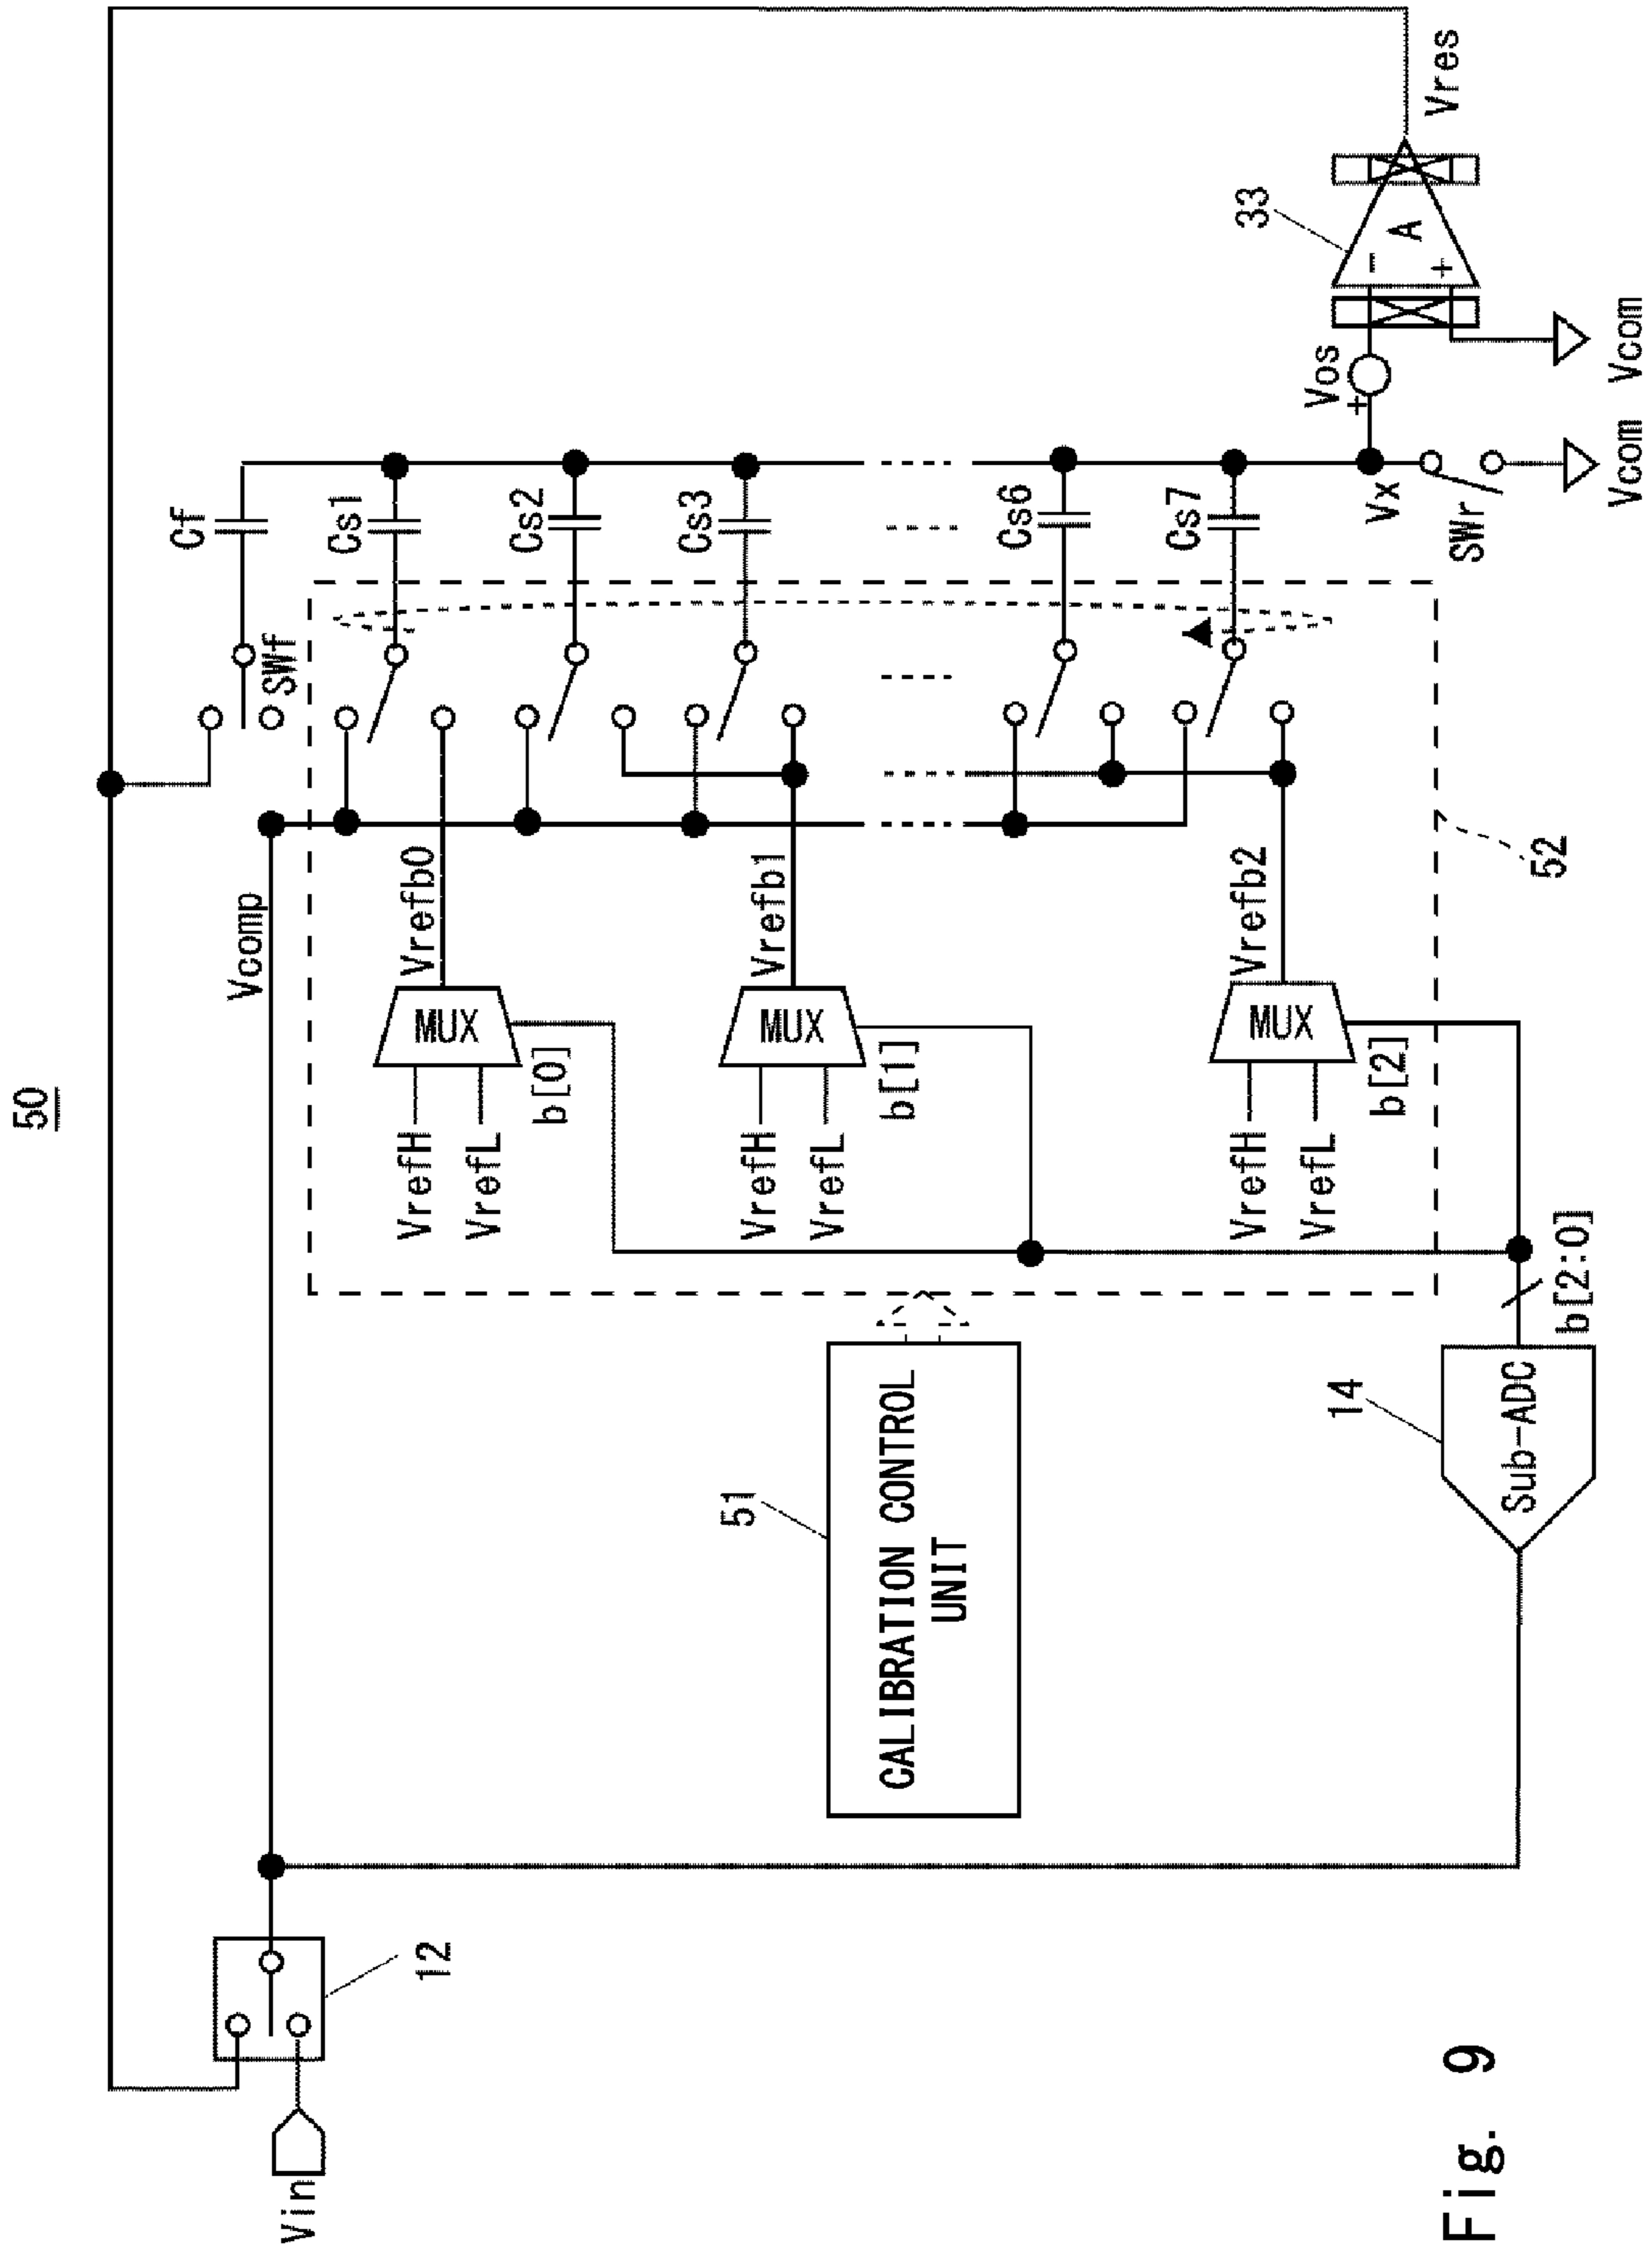 50
Vin
12
Vcomp
Cf
SWf
Cs1
Cs2
Cs3
Cs6
Cs7
Vrefb0
Vrefb1
Vrefb2
MUX
MUX
MUX
b[0]
b[1]
b[2]
VrefH
VrefL
VrefH
VrefL
VrefH
VrefL
52
51
CALIBRATION CONTROL
UNIT
14
Sub-ADC
b[2:0]
Vx
SWr
Vcom
Vcom
Vos
+
-
+
A
33
Vres
Fig. 9